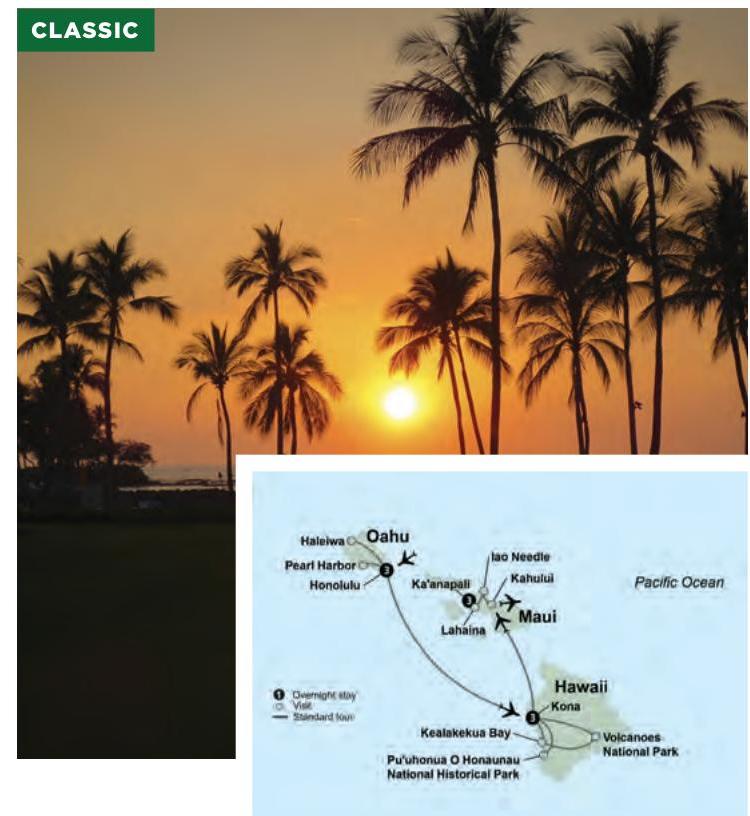 CLASSIC
Haleiwa
Oahu
Pearl Harbor
3
Honolulu
Iao Needle
Ka'anapali
Kahului
3
Lahaina
Maui
Pacific Ocean
Hawaii
Kona
3
1 Overnight stay
Visit
Standard tour
Kealakekua Bay
Volcanoes
National Park
Pu'uhonua O Honaunau
National Historical Park